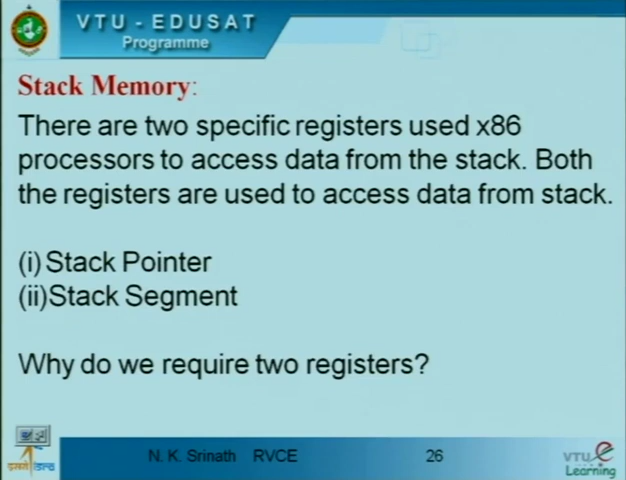 VTU - EDUSAT
Programme
Stack Memory:
There are two specific registers used x86
processors to access data from the stack. Both
the registers are used to access data from stack.
(i) Stack Pointer
(ii)Stack Segment
Why do we require two registers?
N. K. Srinath RVCE 26
VTU e
Learning